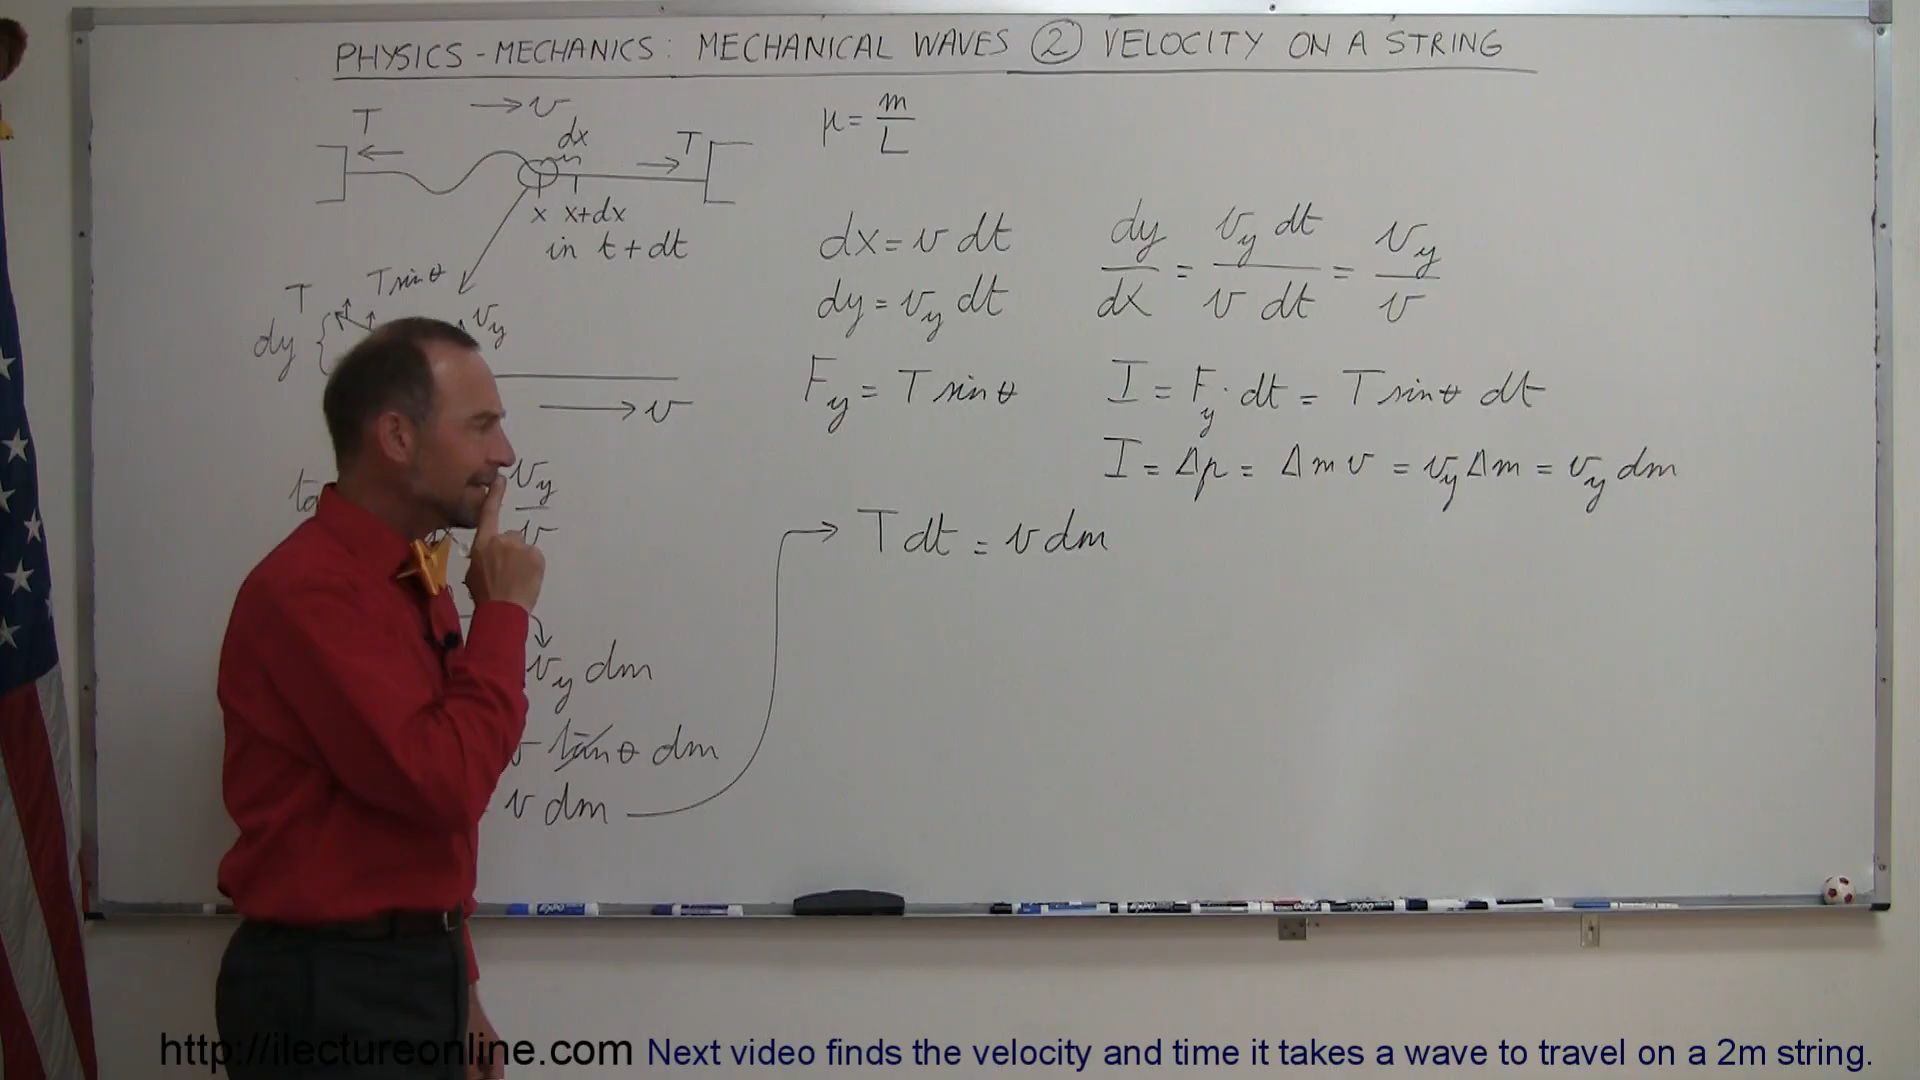 PHYSICS - MECHANICS: MECHANICAL WAVES ② VELOCITY ON A STRING
→ v
T
dx
T
x x+dx
in t + dt
T
T sin θ
dy {
v_y
→ v
v_y / v
v_y dm
v tan θ dm
v dm
μ = m / L
dx = v dt
dy = v_y dt
dy / dx = v_y dt / v dt = v_y / v
F_y = T sin θ
I = F_y · dt = T sin θ dt
I = Δp = Δm v = v_y Δm = v_y dm
→ T dt = v dm
http://ilectureonline.com Next video finds the velocity and time it takes a wave to travel on a 2m string.